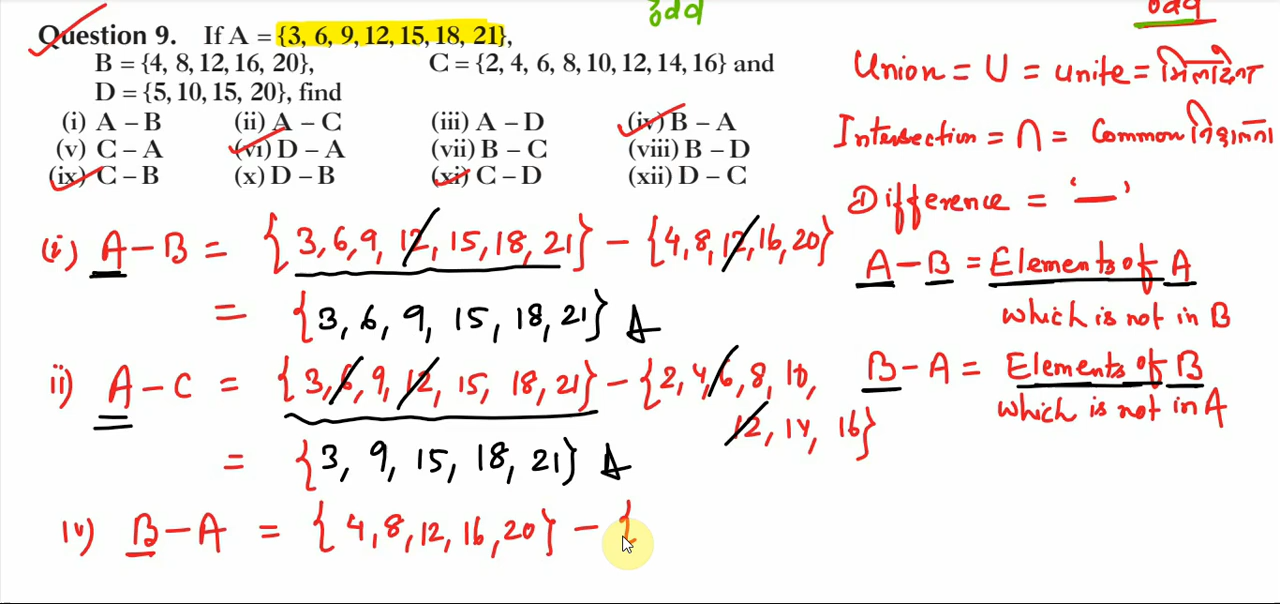 odd
odd
Question 9. If A = {3, 6, 9, 12, 15, 18, 21},
B = {4, 8, 12, 16, 20}, C = {2, 4, 6, 8, 10, 12, 14, 16} and
D = {5, 10, 15, 20}, find
(i) A – B (ii) A – C (iii) A – D (iv) B – A
(v) C – A (vi) D – A (vii) B – C (viii) B – D
(ix) C – B (x) D – B (xi) C – D (xii) D – C
Union = U = unite =
Intersection = ∩ = Common
Difference = ‘—’
A – B = Elements of A
which is not in B
B – A = Elements of B
which is not in A
(i) A – B = {3, 6, 9, 12, 15, 18, 21} – {4, 8, 12, 16, 20}
= {3, 6, 9, 15, 18, 21} A
ii) A – C = {3, 6, 9, 12, 15, 18, 21} – {2, 4, 6, 8, 10,
12, 14, 16}
= {3, 9, 15, 18, 21} A
iv) B – A = {4, 8, 12, 16, 20} – {